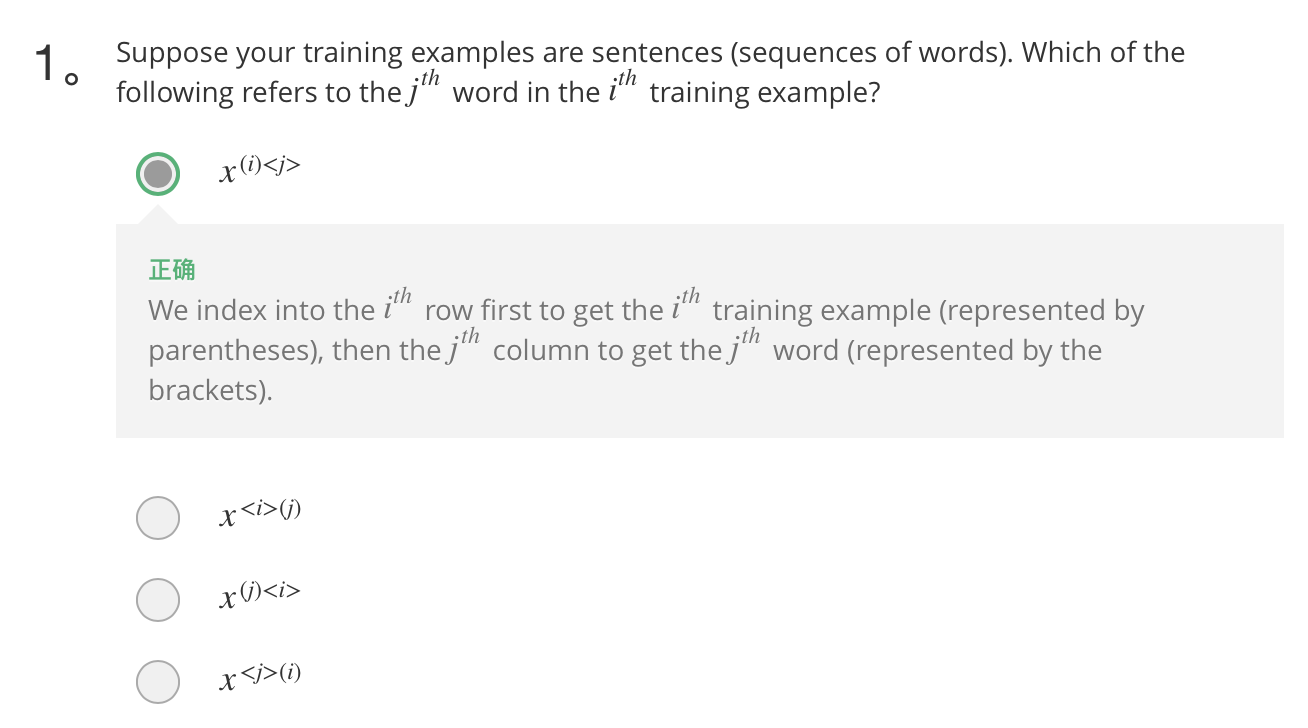 1。 Suppose your training examples are sentences (sequences of words). Which of the
following refers to the j^{th} word in the i^{th} training example?
x^{(i)<j>}
正确
We index into the i^{th} row first to get the i^{th} training example (represented by
parentheses), then the j^{th} column to get the j^{th} word (represented by the
brackets).
x^{<i>(j)}
x^{(j)<i>}
x^{<j>(i)}